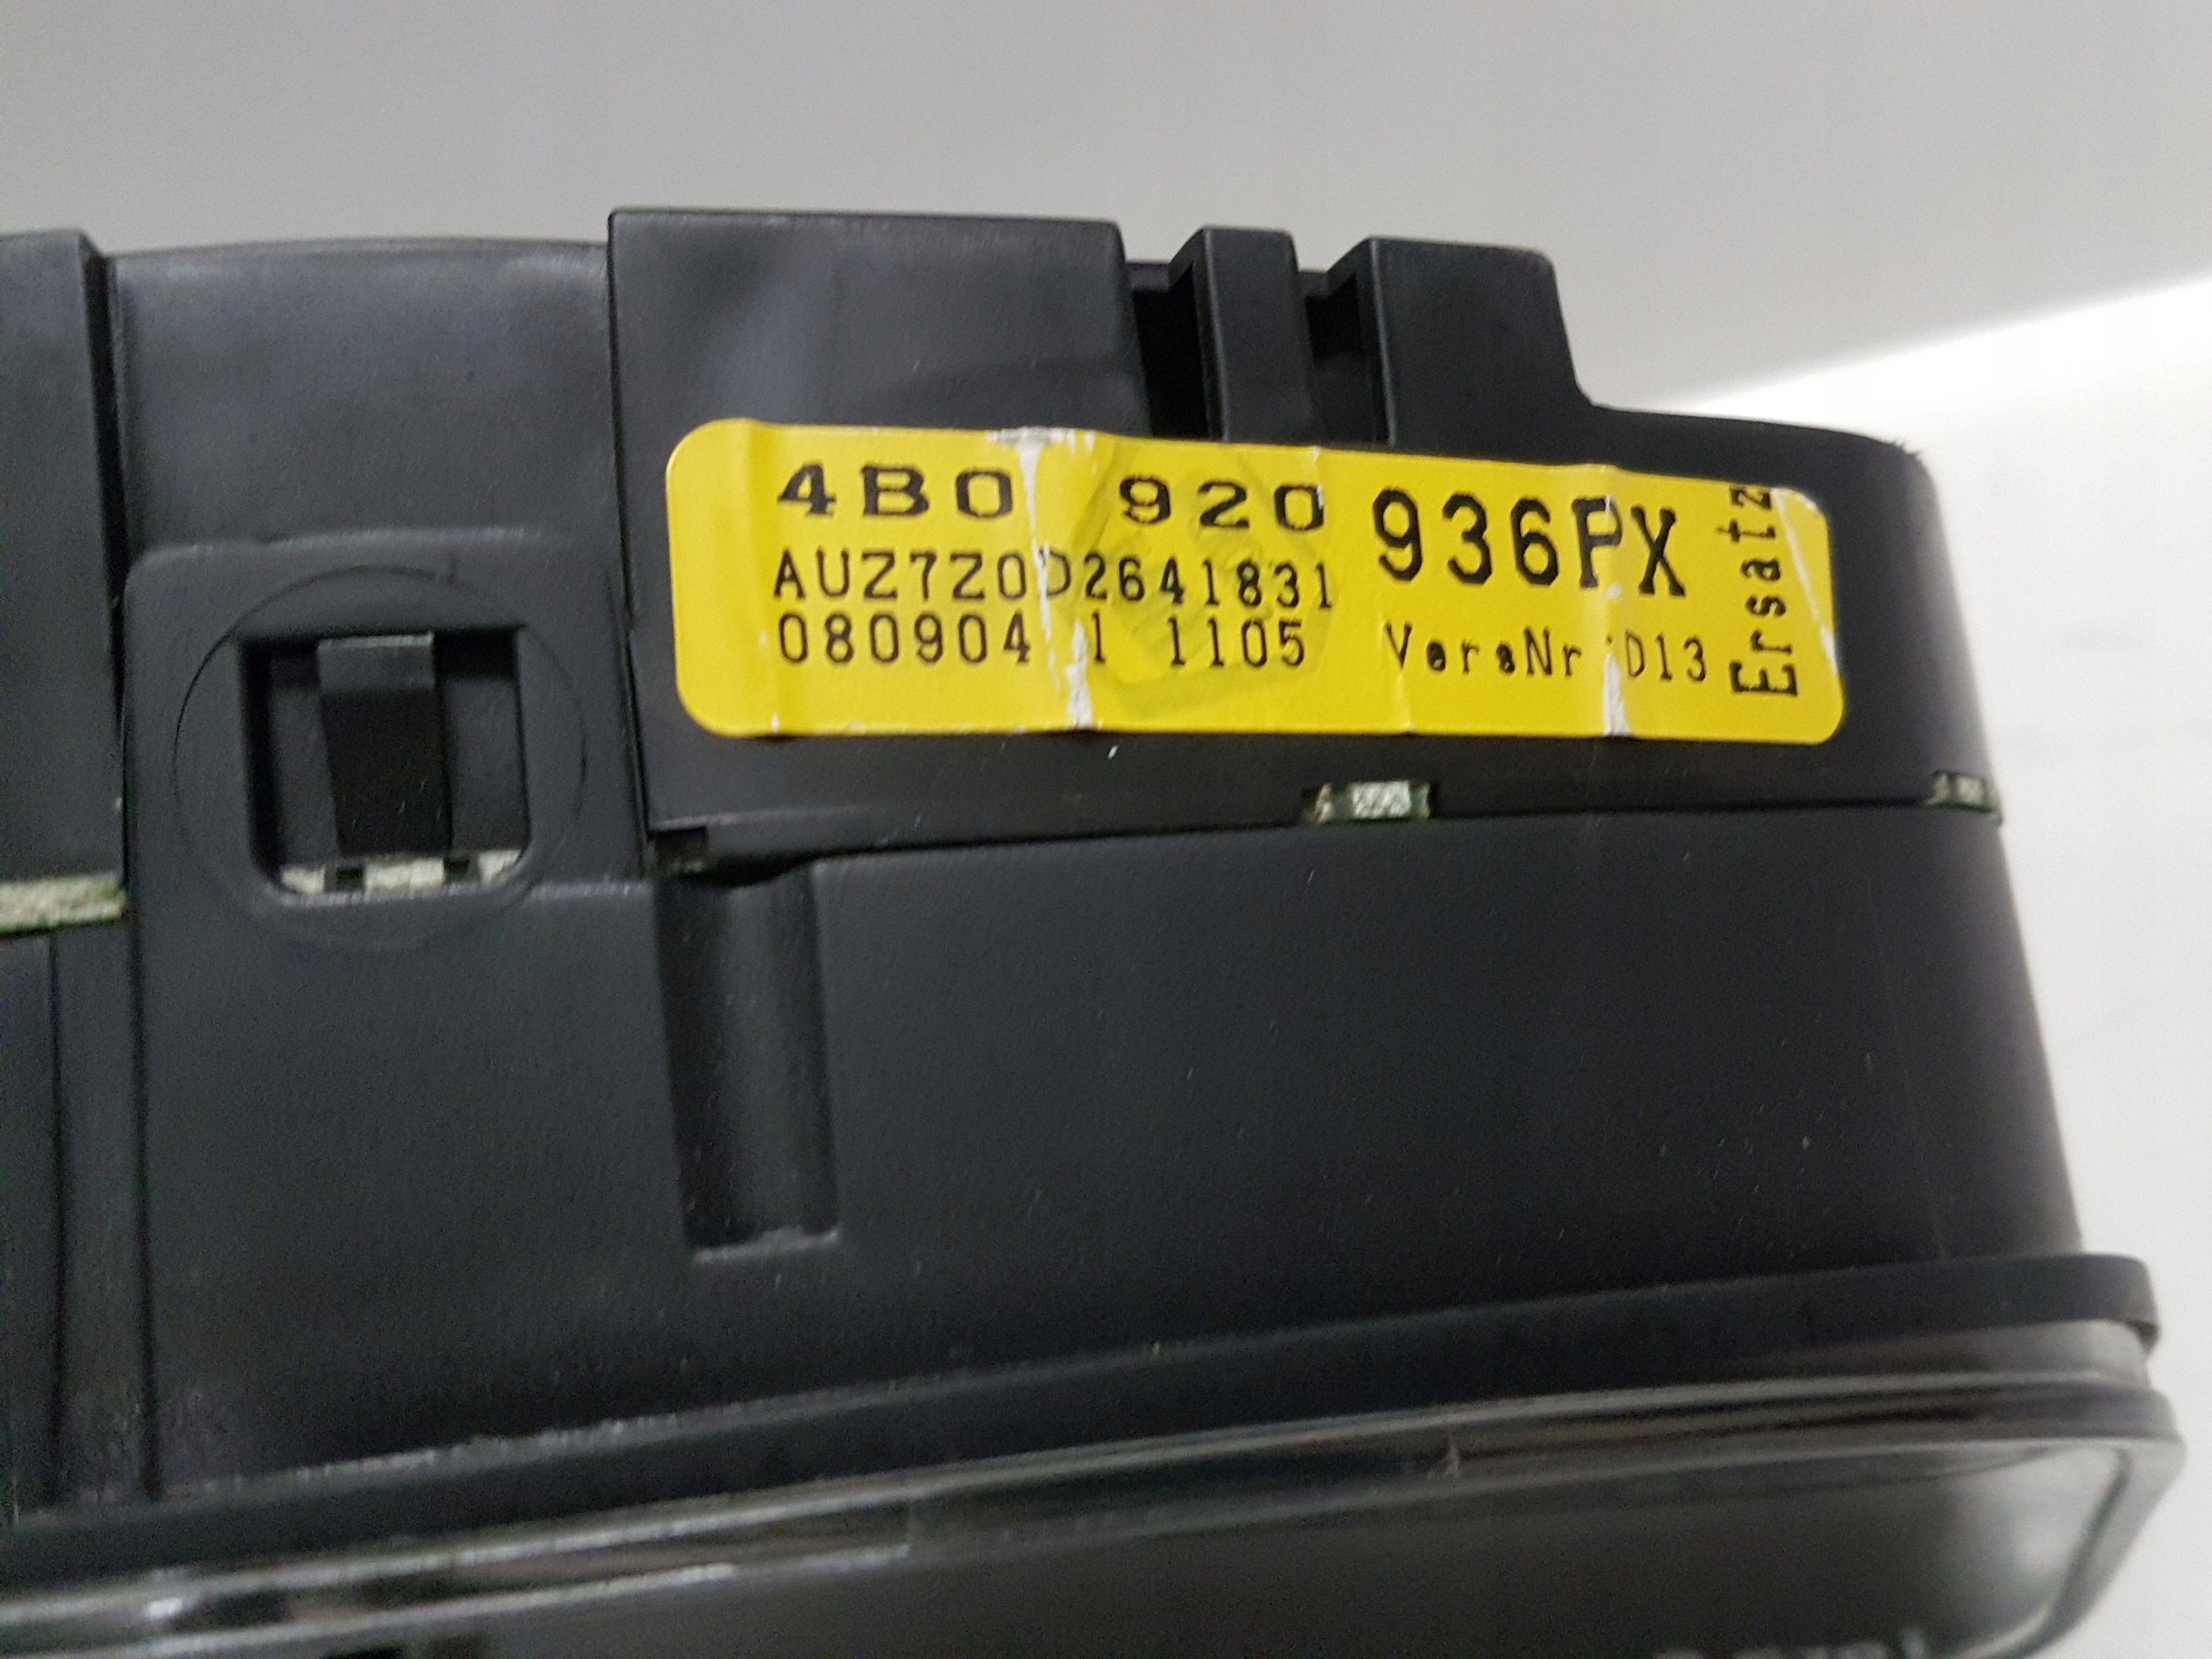 4B0 920 936PX
AUZ7Z0D2641831
080904 1 1105 VersNr:D13
Ersatz